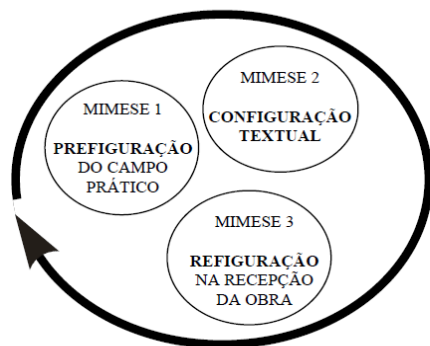 MIMESE 1
PREFIGURAÇÃO
DO CAMPO
PRÁTICO
MIMESE 2
CONFIGURAÇÃO
TEXTUAL
MIMESE 3
REFIGURAÇÃO
NA RECEPÇÃO
DA OBRA